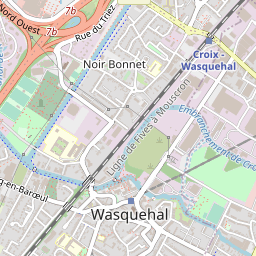 7b
7b
Nord Ouest
Rue du Triez
Noir Bonnet
Croix -
Wasquehal
Ligne de Fives à Mouscron
Embranchement de Cro
q-en-Barœul
Wasquehal